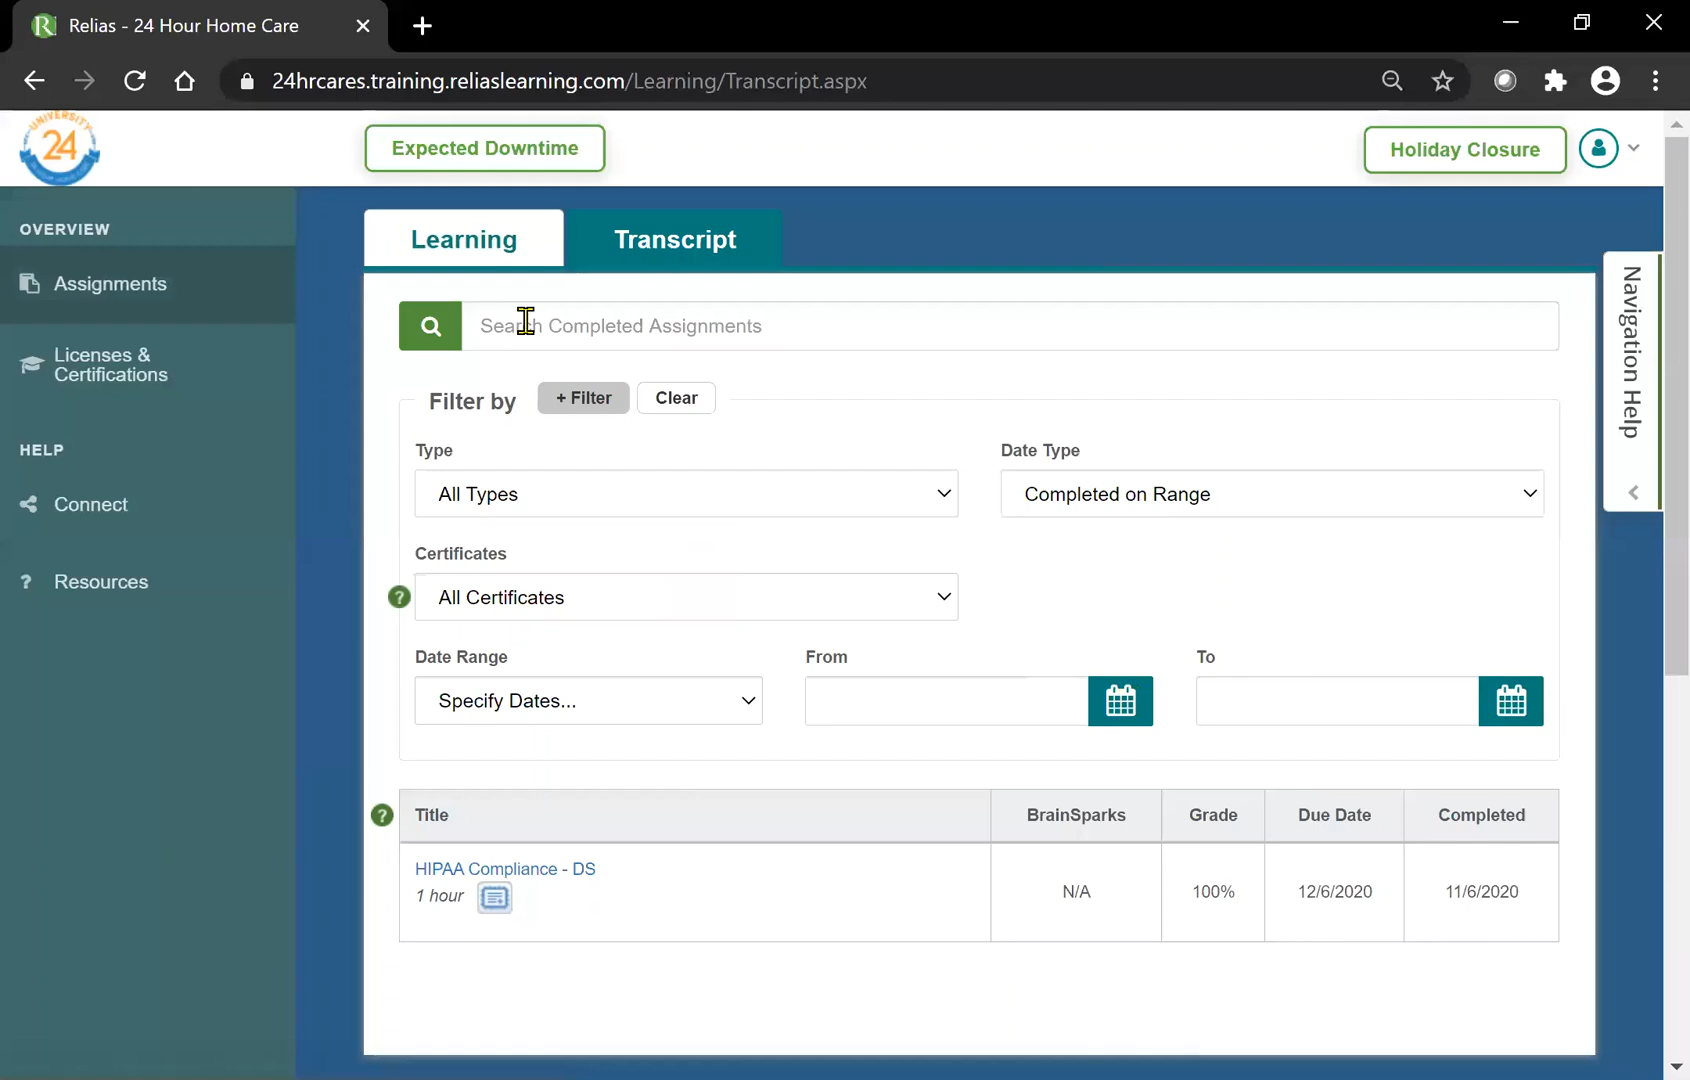 Relias - 24 Hour Home Care
24hrcares.training.reliaslearning.com/Learning/Transcript.aspx
UNIVERSITY
24
Expected Downtime
Holiday Closure
OVERVIEW
Assignments
Licenses &
Certifications
HELP
Connect
? Resources
Learning
Transcript
Search Completed Assignments
Filter by
+ Filter
Clear
Type
Date Type
All Types
Completed on Range
Certificates
? All Certificates
Date Range
From
To
Specify Dates...
? Title
BrainSparks
Grade
Due Date
Completed
HIPAA Compliance - DS
1 hour
N/A
100%
12/6/2020
11/6/2020
Navigation Help